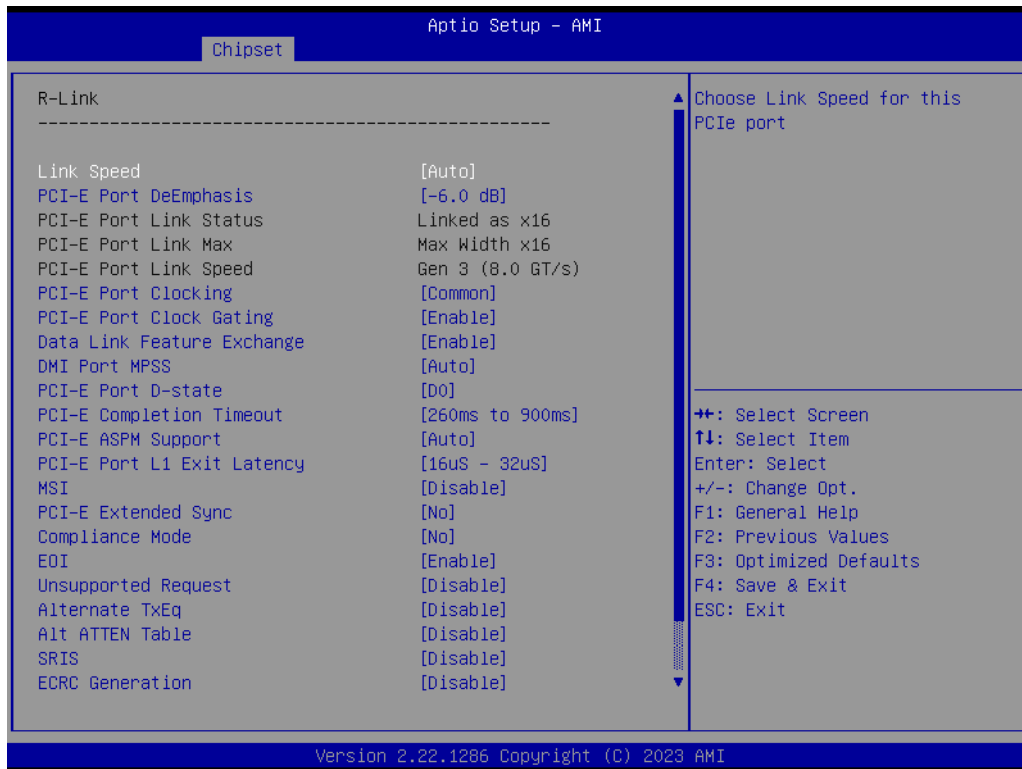 Aptio Setup – AMI
Chipset
R-Link
--------------------------------------------------
Link Speed [Auto]
PCI-E Port DeEmphasis [-6.0 dB]
PCI-E Port Link Status Linked as x16
PCI-E Port Link Max Max Width x16
PCI-E Port Link Speed Gen 3 (8.0 GT/s)
PCI-E Port Clocking [Common]
PCI-E Port Clock Gating [Enable]
Data Link Feature Exchange [Enable]
DMI Port MPSS [Auto]
PCI-E Port D-state [D0]
PCI-E Completion Timeout [260ms to 900ms]
PCI-E ASPM Support [Auto]
PCI-E Port L1 Exit Latency [16uS - 32uS]
MSI [Disable]
PCI-E Extended Sync [No]
Compliance Mode [No]
EOI [Enable]
Unsupported Request [Disable]
Alternate TxEq [Disable]
Alt ATTEN Table [Disable]
SRIS [Disable]
ECRC Generation [Disable]
Choose Link Speed for this
PCIe port
→←: Select Screen
↑↓: Select Item
Enter: Select
+/-: Change Opt.
F1: General Help
F2: Previous Values
F3: Optimized Defaults
F4: Save & Exit
ESC: Exit
Version 2.22.1286 Copyright (C) 2023 AMI